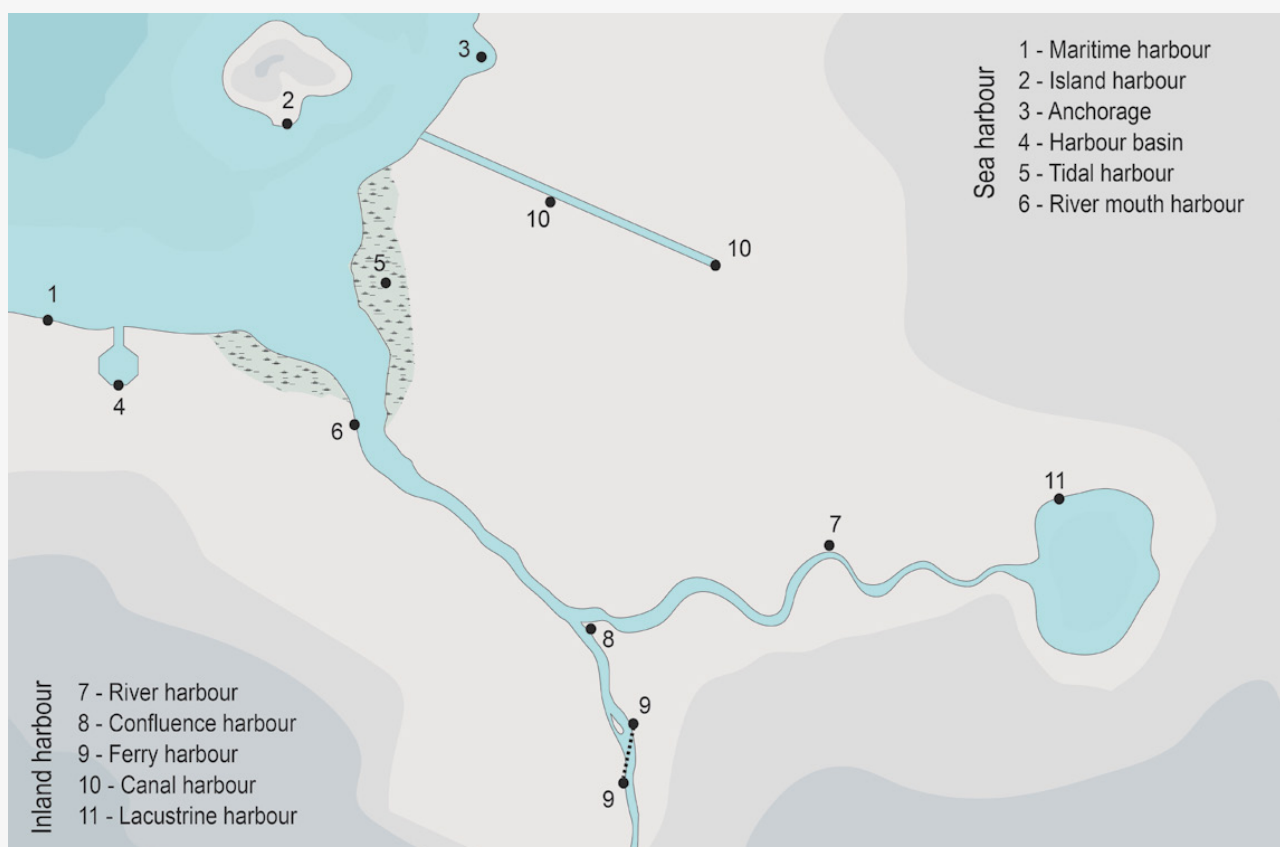 3
2
10
10
5
1
4
6
11
7
8
9
9
Sea harbour
1 - Maritime harbour
2 - Island harbour
3 - Anchorage
4 - Harbour basin
5 - Tidal harbour
6 - River mouth harbour
Inland harbour
7 - River harbour
8 - Confluence harbour
9 - Ferry harbour
10 - Canal harbour
11 - Lacustrine harbour